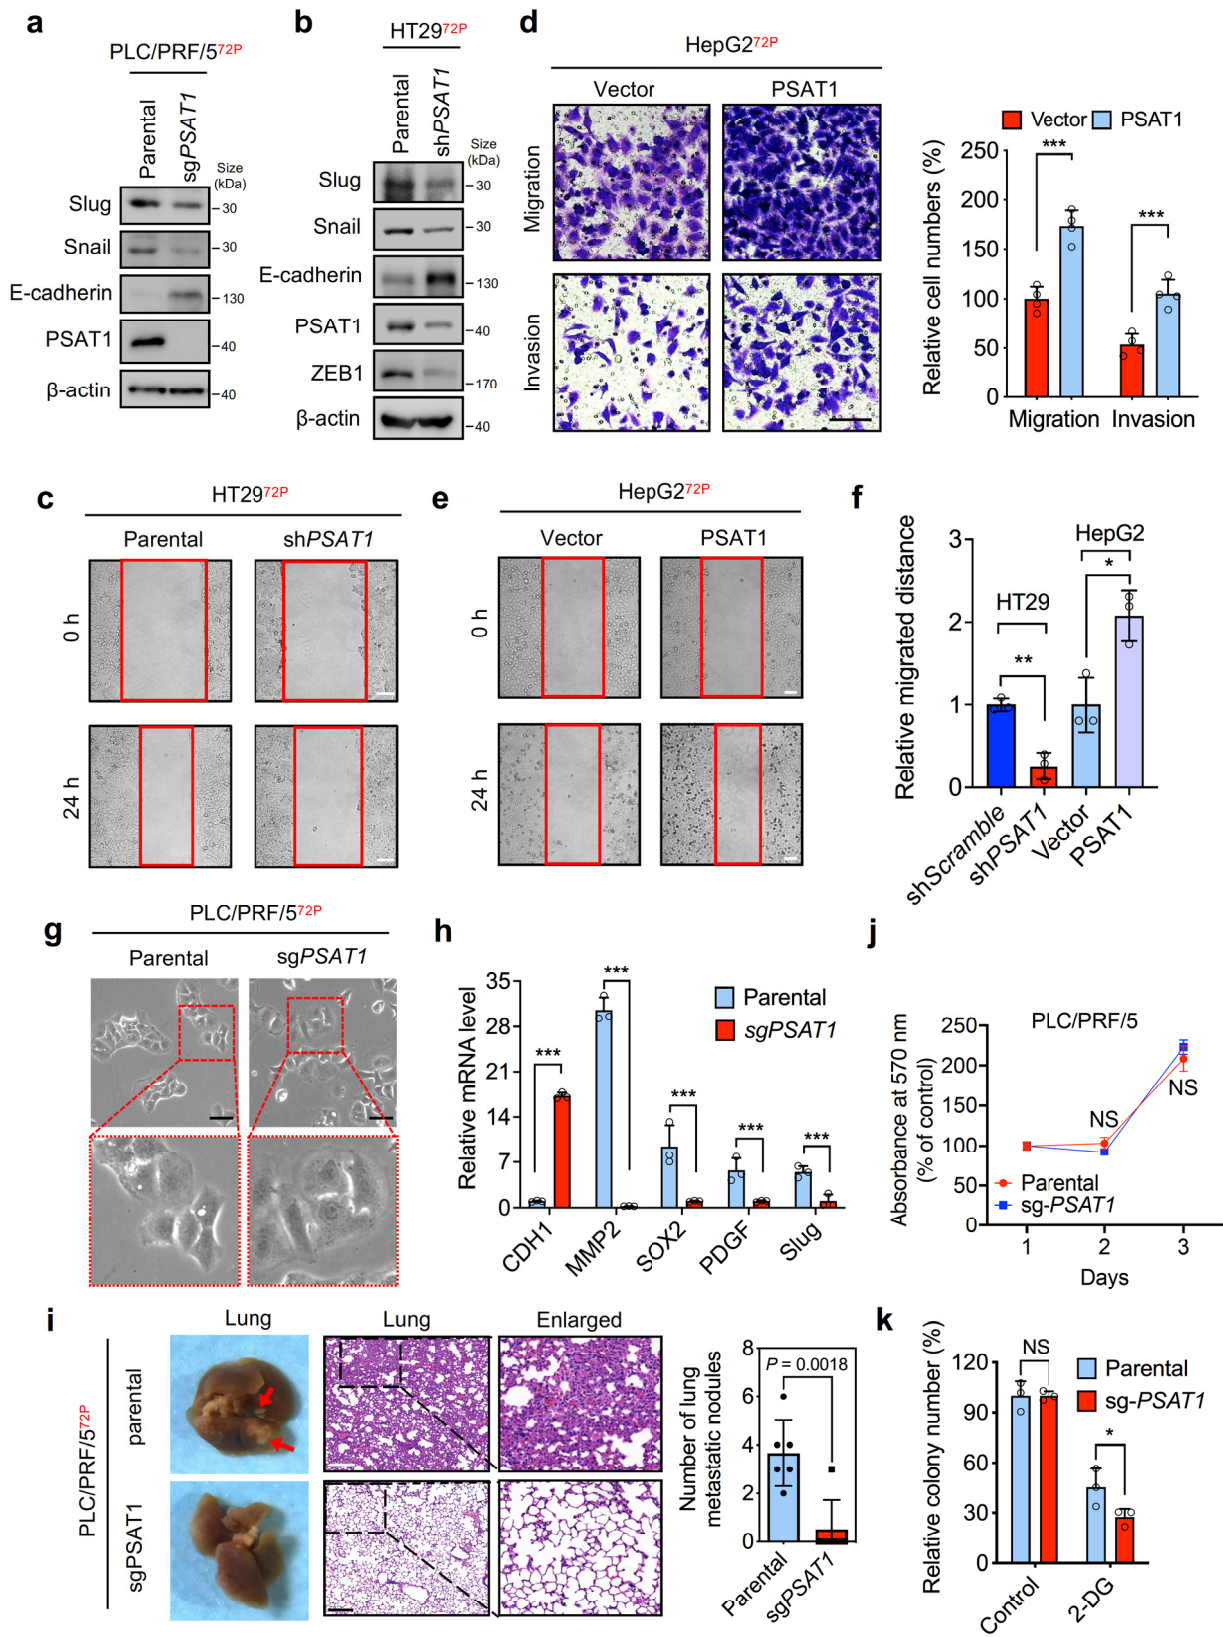 a
PLC/PRF/572P
Parental
sgPSAT1
Size
(kDa)
Slug
30
Snail
30
E-cadherin
130
PSAT1
40
β-actin
40
b
HT2972P
Parental
shPSAT1
Size
(kDa)
Slug
30
Snail
30
E-cadherin
130
PSAT1
40
ZEB1
170
β-actin
40
d
HepG272P
Vector
PSAT1
Migration
Invasion
Vector
PSAT1
Relative cell numbers (%)
250
200
150
100
50
0
***
***
Migration
Invasion
c
HT2972P
Parental
shPSAT1
0 h
24 h
e
HepG272P
Vector
PSAT1
0 h
24 h
f
Relative migrated distance
3
2
1
0
HT29
**
HepG2
*
shScramble
shPSAT1
Vector
PSAT1
g
PLC/PRF/572P
Parental
sgPSAT1
h
Relative mRNA level
35
28
21
14
7
0
***
***
***
***
***
Parental
sgPSAT1
CDH1
MMP2
SOX2
PDGF
Slug
j
PLC/PRF/5
Absorbance at 570 nm
(% of control)
250
200
150
100
50
0
NS
NS
Parental
sg-PSAT1
1
2
3
Days
i
Lung
Lung
Enlarged
PLC/PRF/572P
parental
sgPSAT1
Number of lung
metastatic nodules
8
6
4
2
0
P = 0.0018
Parental
sgPSAT1
k
Relative colony number (%)
120
90
60
30
0
NS
*
Parental
sg-PSAT1
Control
2-DG